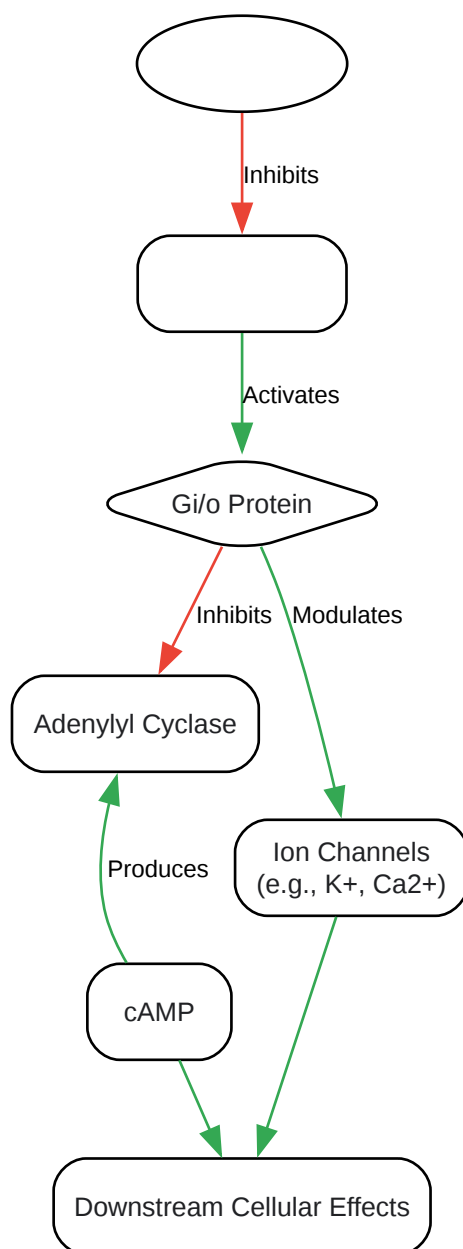 Inhibits
Activates
Gi/o Protein
Inhibits
Modulates
Adenylyl Cyclase
Ion Channels
(e.g., K+, Ca2+)
Produces
cAMP
Downstream Cellular Effects